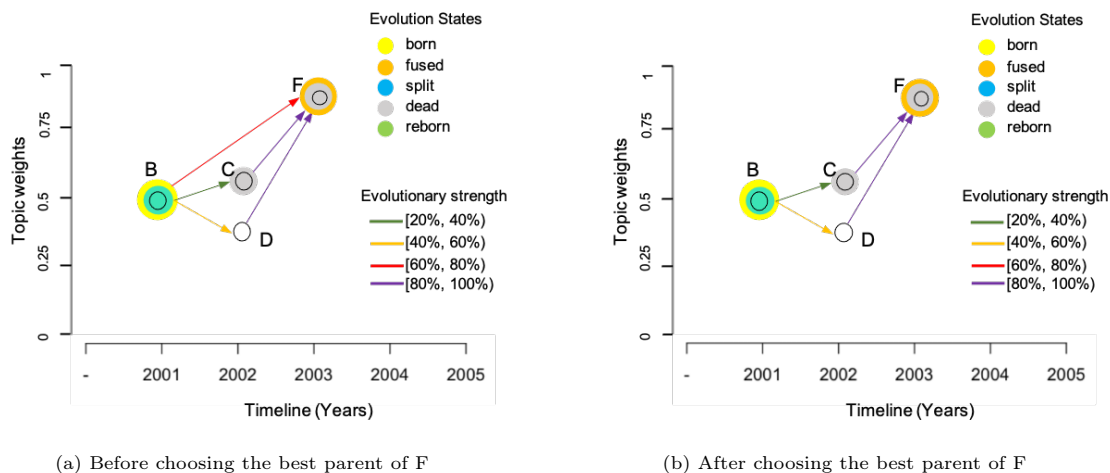 Evolution States
born
fused
split
dead
reborn
Topic weights
1
0.75
0.5
0.25
0
B
C
D
F
Evolutionary strength
[20%, 40%)
[40%, 60%)
[60%, 80%)
[80%, 100%)
-
2001
2002
2003
2004
2005
Timeline (Years)
(a) Before choosing the best parent of F
Evolution States
born
fused
split
dead
reborn
Topic weights
1
0.75
0.5
0.25
0
B
C
D
F
Evolutionary strength
[20%, 40%)
[40%, 60%)
[60%, 80%)
[80%, 100%)
-
2001
2002
2003
2004
2005
Timeline (Years)
(b) After choosing the best parent of F